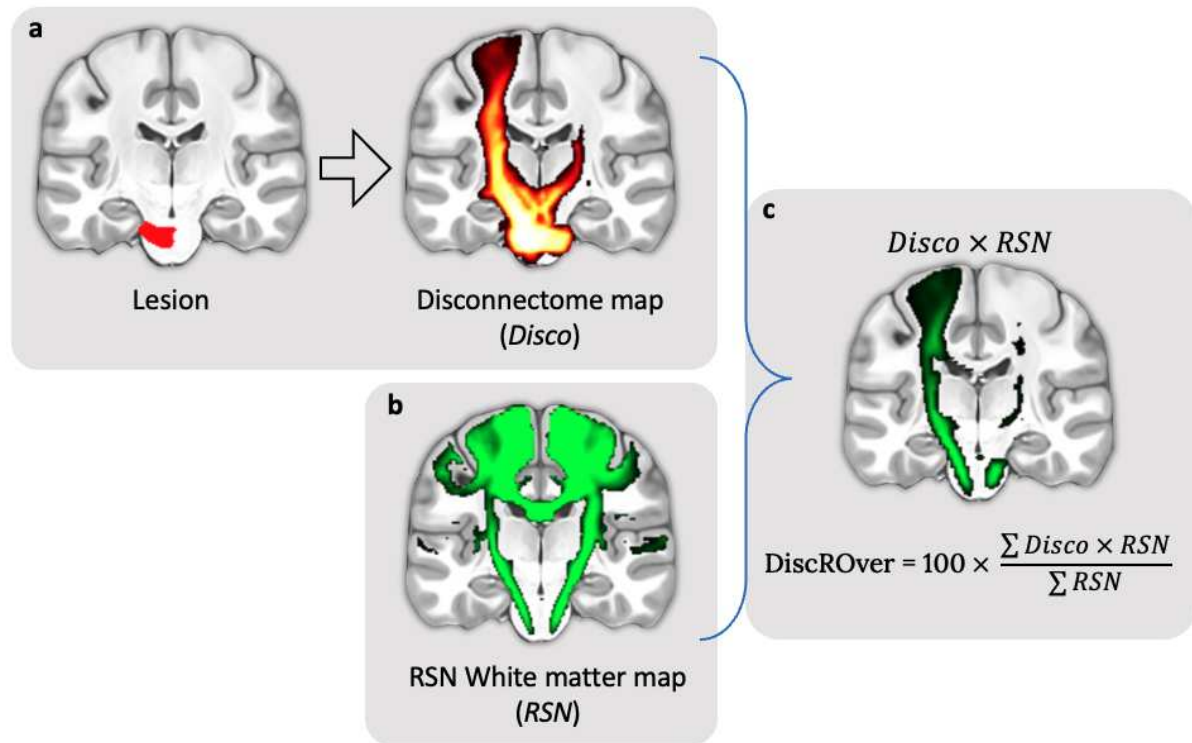 a
Lesion
Disconnectome map
(Disco)
b
RSN White matter map
(RSN)
c
Disco × RSN
DiscROver = 100 × ∑ Disco × RSN / ∑ RSN